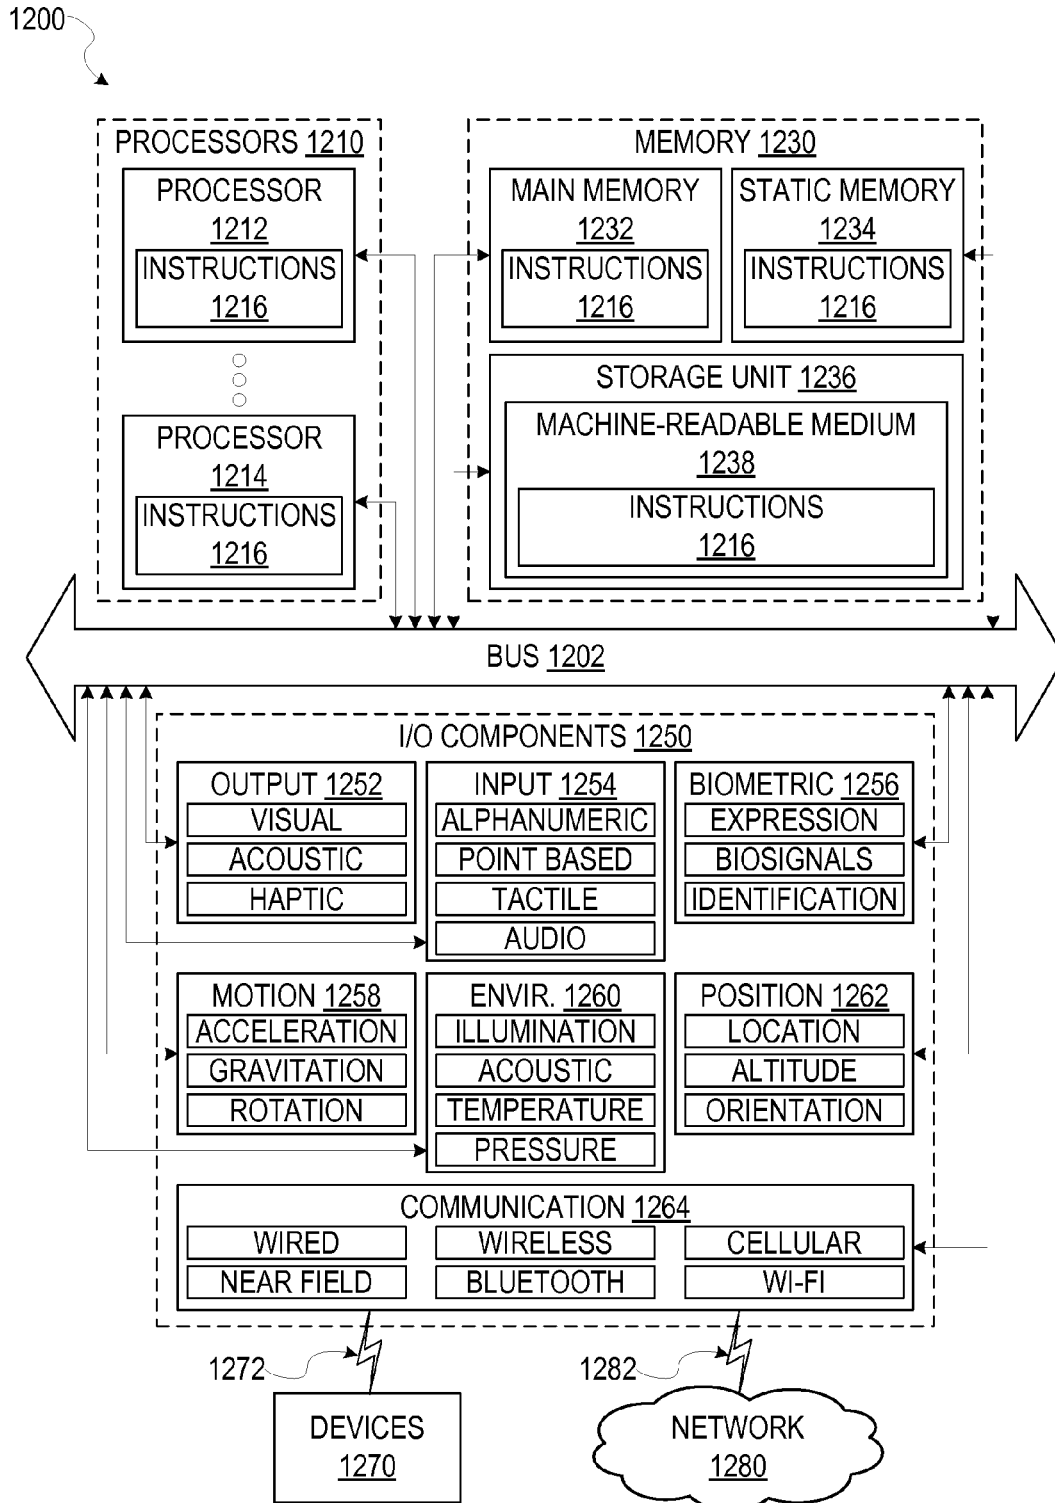 1200
PROCESSORS 1210
PROCESSOR
1212
INSTRUCTIONS
1216
PROCESSOR
1214
INSTRUCTIONS
1216
MEMORY 1230
MAIN MEMORY
1232
INSTRUCTIONS
1216
STATIC MEMORY
1234
INSTRUCTIONS
1216
STORAGE UNIT 1236
MACHINE-READABLE MEDIUM
1238
INSTRUCTIONS
1216
BUS 1202
I/O COMPONENTS 1250
OUTPUT 1252
VISUAL
ACOUSTIC
HAPTIC
INPUT 1254
ALPHANUMERIC
POINT BASED
TACTILE
AUDIO
BIOMETRIC 1256
EXPRESSION
BIOSIGNALS
IDENTIFICATION
MOTION 1258
ACCELERATION
GRAVITATION
ROTATION
ENVIR. 1260
ILLUMINATION
ACOUSTIC
TEMPERATURE
PRESSURE
POSITION 1262
LOCATION
ALTITUDE
ORIENTATION
COMMUNICATION 1264
WIRED
WIRELESS
CELLULAR
NEAR FIELD
BLUETOOTH
WI-FI
1272
1282
DEVICES
1270
NETWORK
1280